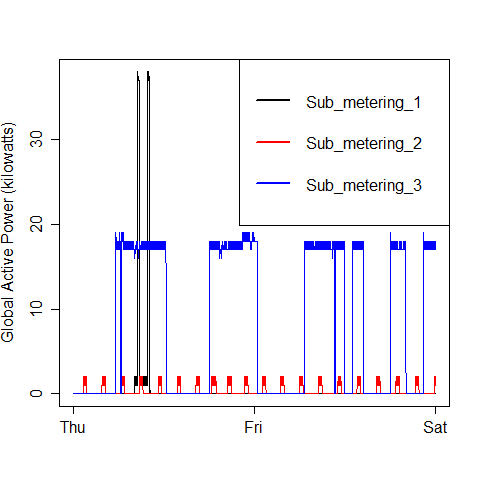 Global Active Power (kilowatts)
30
20
10
0
Sub_metering_1
Sub_metering_2
Sub_metering_3
Thu
Fri
Sat